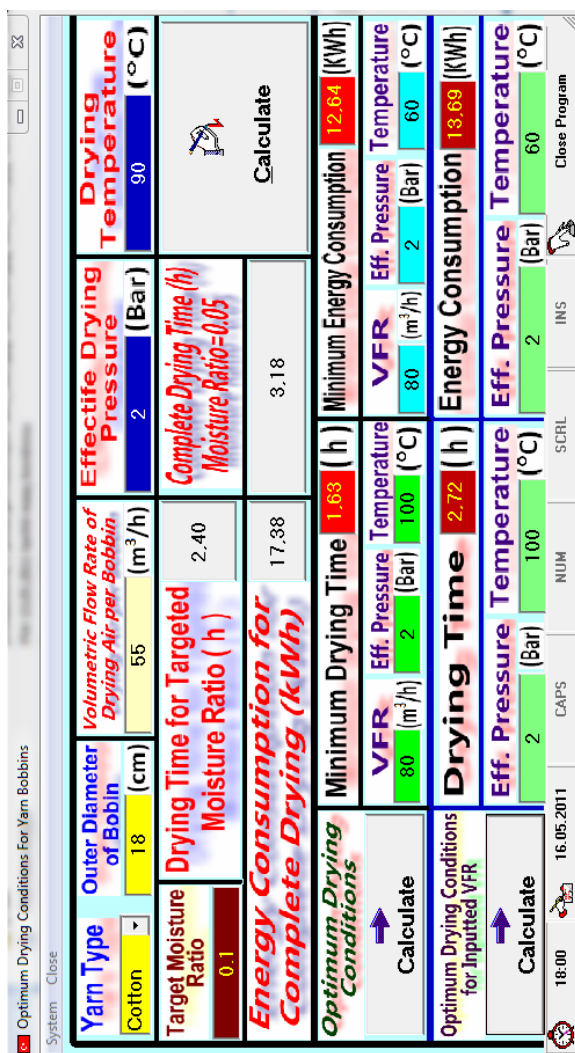 Optimum Drying Conditions For Yarn Bobbins
System Close
Yarn Type
Cotton
Outer Diameter
of Bobin
18 (cm)
Volumetric Flow Rate of
Drying Air per Bobbin
55 (m³/h)
Effectife Drying
Pressure
2 (Bar)
Drying
Temperature
90 (°C)
Target Moisture
Ratio
0.1
Drying Time for Targeted
Moisture Ratio ( h )
2.40
Complete Drying Time (h)
Moisture Ratio=0.05
Energy Consumption for
Complete Drying (kWh)
17.38
3.18
Calculate
Optimum Drying
Conditions
Calculate
Minimum Drying Time 1.63 ( h )
VFR Eff. Pressure Temperature
80 (m³/h) 2 (Bar) 100 (°C)
Minimum Energy Consumption 12.64 (KWh)
VFR Eff. Pressure Temperature
80 (m³/h) 2 (Bar) 60 (°C)
Optimum Drying Conditions
for Inputted VFR
Calculate
Drying Time 2.72 ( h )
Eff. Pressure Temperature
2 (Bar) 100 (°C)
Energy Consumption 13.69 (KWh)
Eff. Pressure Temperature
2 (Bar) 60 (°C)
18:00 16.05.2011 CAPS NUM SCRL INS Close Program